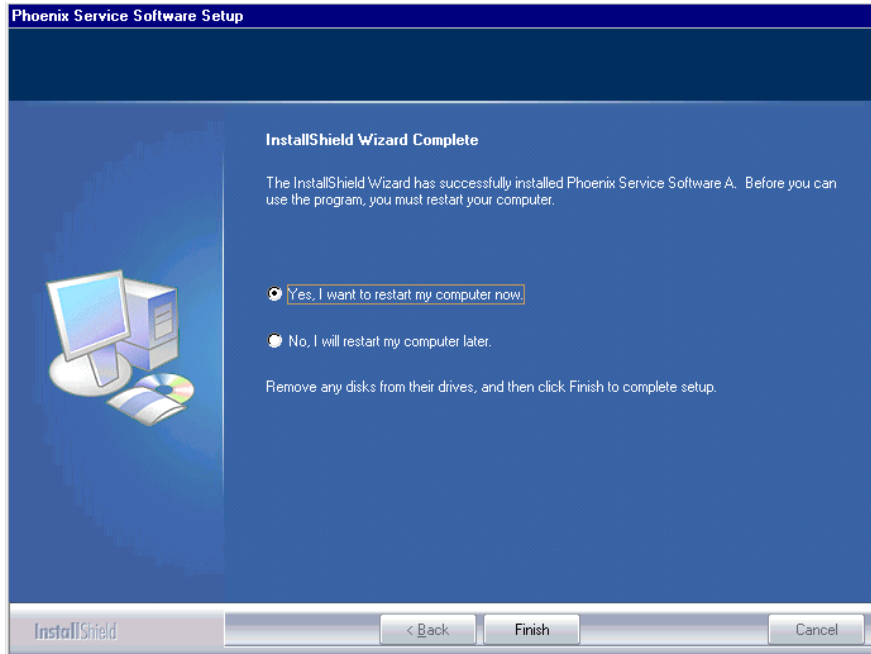 Phoenix Service Software Setup
InstallShield Wizard Complete
The InstallShield Wizard has successfully installed Phoenix Service Software A. Before you can
use the program, you must restart your computer.
Yes, I want to restart my computer now.
No, I will restart my computer later.
Remove any disks from their drives, and then click Finish to complete setup.
InstallShield
< Back
Finish
Cancel